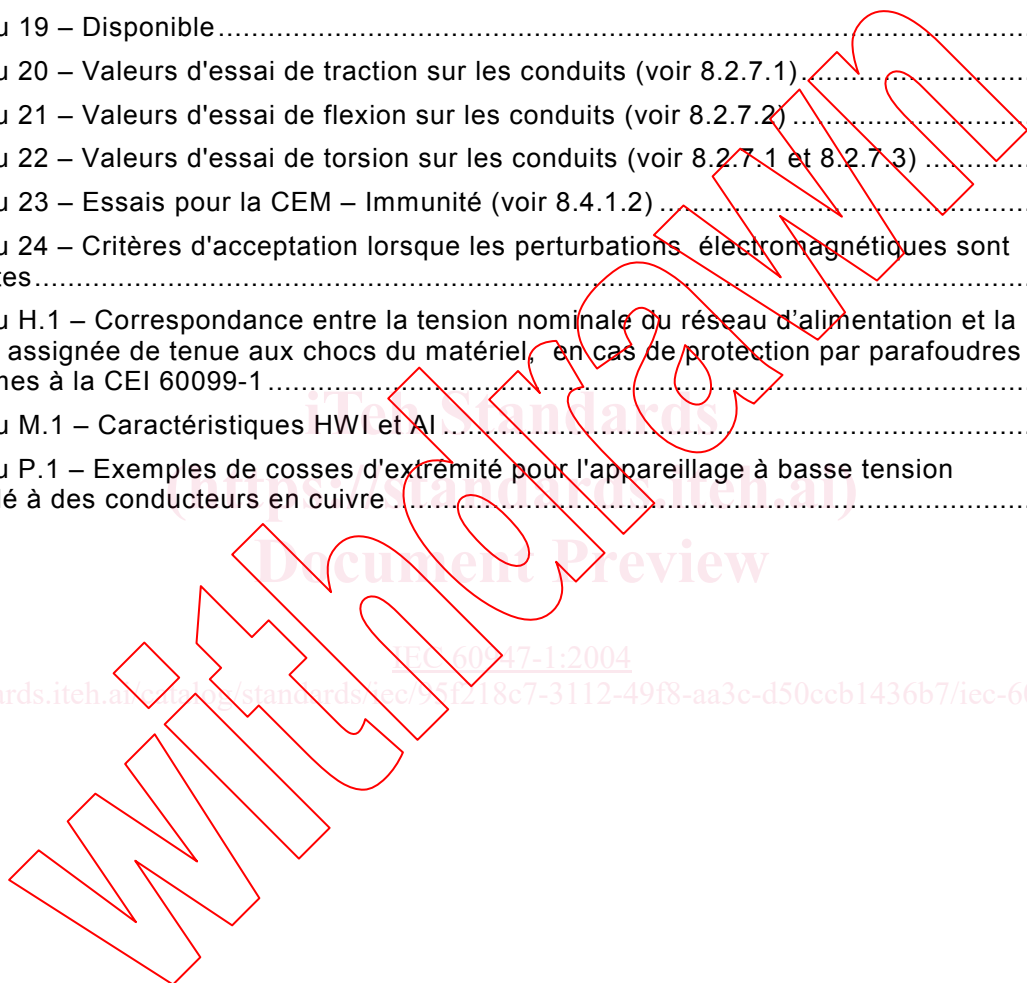 u 19 – Disponible
u 20 – Valeurs d'essai de traction sur les conduits (voir 8.2.7.1)
u 21 – Valeurs d'essai de flexion sur les conduits (voir 8.2.7.2)
u 22 – Valeurs d'essai de torsion sur les conduits (voir 8.2.7.1 et 8.2.7.3)
u 23 – Essais pour la CEM – Immunité (voir 8.4.1.2)
u 24 – Critères d'acceptation lorsque les perturbations électromagnétiques sont
tes
u H.1 – Correspondance entre la tension nominale du réseau d'alimentation et la
assignée de tenue aux chocs du matériel, en cas de protection par parafoudres
nes à la CEI 60099-1
iTeh Standards
u M.1 – Caractéristiques HWI et AI
u P.1 – Exemples de cosses d'extrémité pour l'appareillage à basse tension
(https://standards.iteh.ai)
lé à des conducteurs en cuivre
Document Preview
IEC 60947-1:2004
ards.iteh.ai/catalog/standards/iec/95f218c7-3112-49f8-aa3c-d50ccb1436b7/iec-60
withdrawn